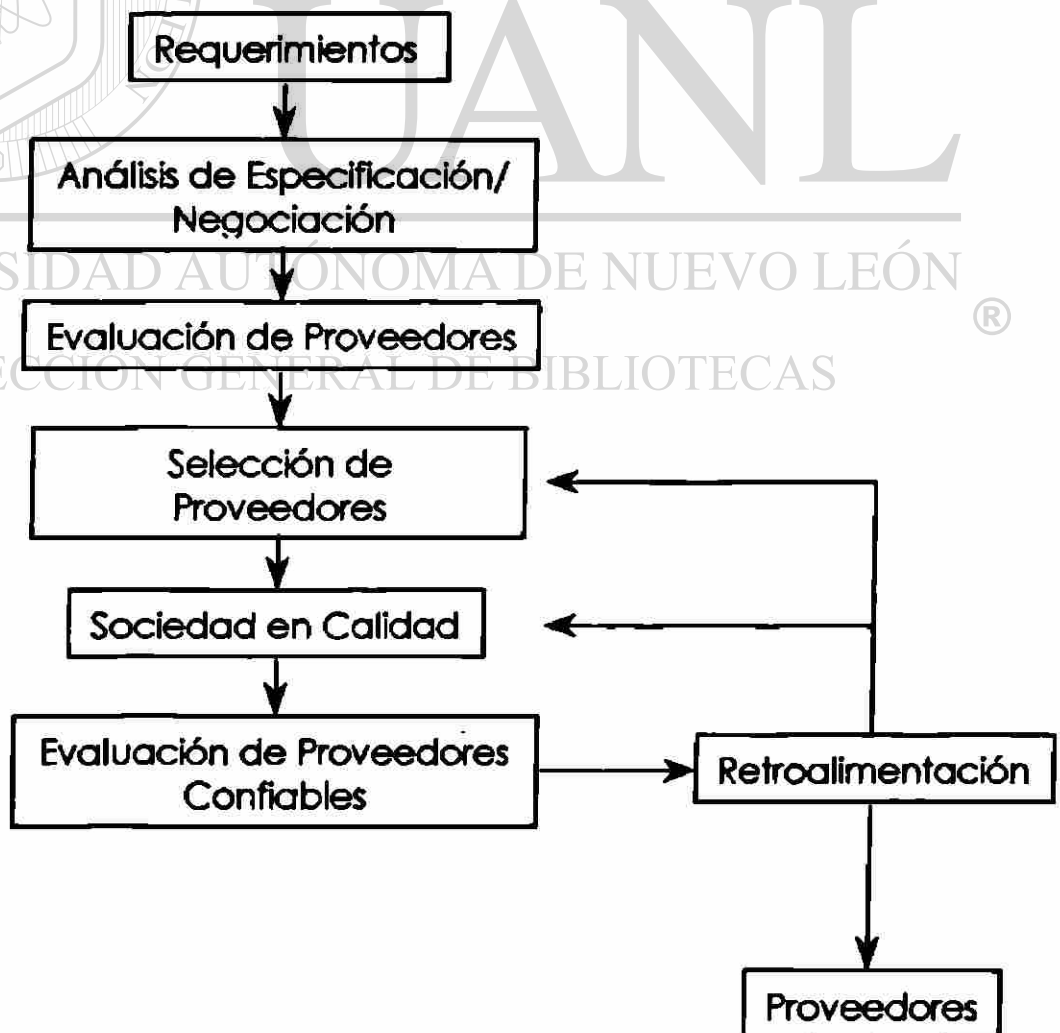 UANL
Requerimientos
Análisis de Especificación/
Negociación
SIDAD AUTÓNOMA DE NUEVO LEÓN
®
Evaluación de Proveedores
ECCIÓN GENERAL DE BIBLIOTECAS
Selección de
Proveedores
Sociedad en Calidad
Evaluación de Proveedores
Confiables
Retroalimentación
Proveedores